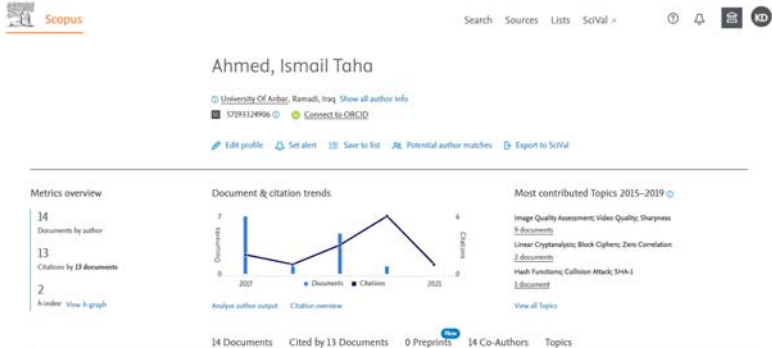 Scopus
Search Sources Lists SciVal ↗
KD
Ahmed, Ismail Taha
University Of Anbar, Ramadi, Iraq Show all author info
SC 57193324906
Connect to ORCID
Edit profile Set alert Save to list Potential author matches Export to SciVal
Metrics overview
14
Documents by author
13
Citations by 13 documents
2
h-index: View h-graph
Document & citation trends
7
Documents
0
4
Citations
0
2017
Documents Citations
2021
Analyze author output Citation overview
Most contributed Topics 2015–2019
Image Quality Assessment; Video Quality; Sharpness
9 documents
Linear Cryptanalysis; Block Ciphers; Zero Correlation
2 documents
Hash Functions; Collision Attack; SHA-1
1 document
View all Topics
New
14 Documents Cited by 13 Documents 0 Preprints 14 Co-Authors Topics